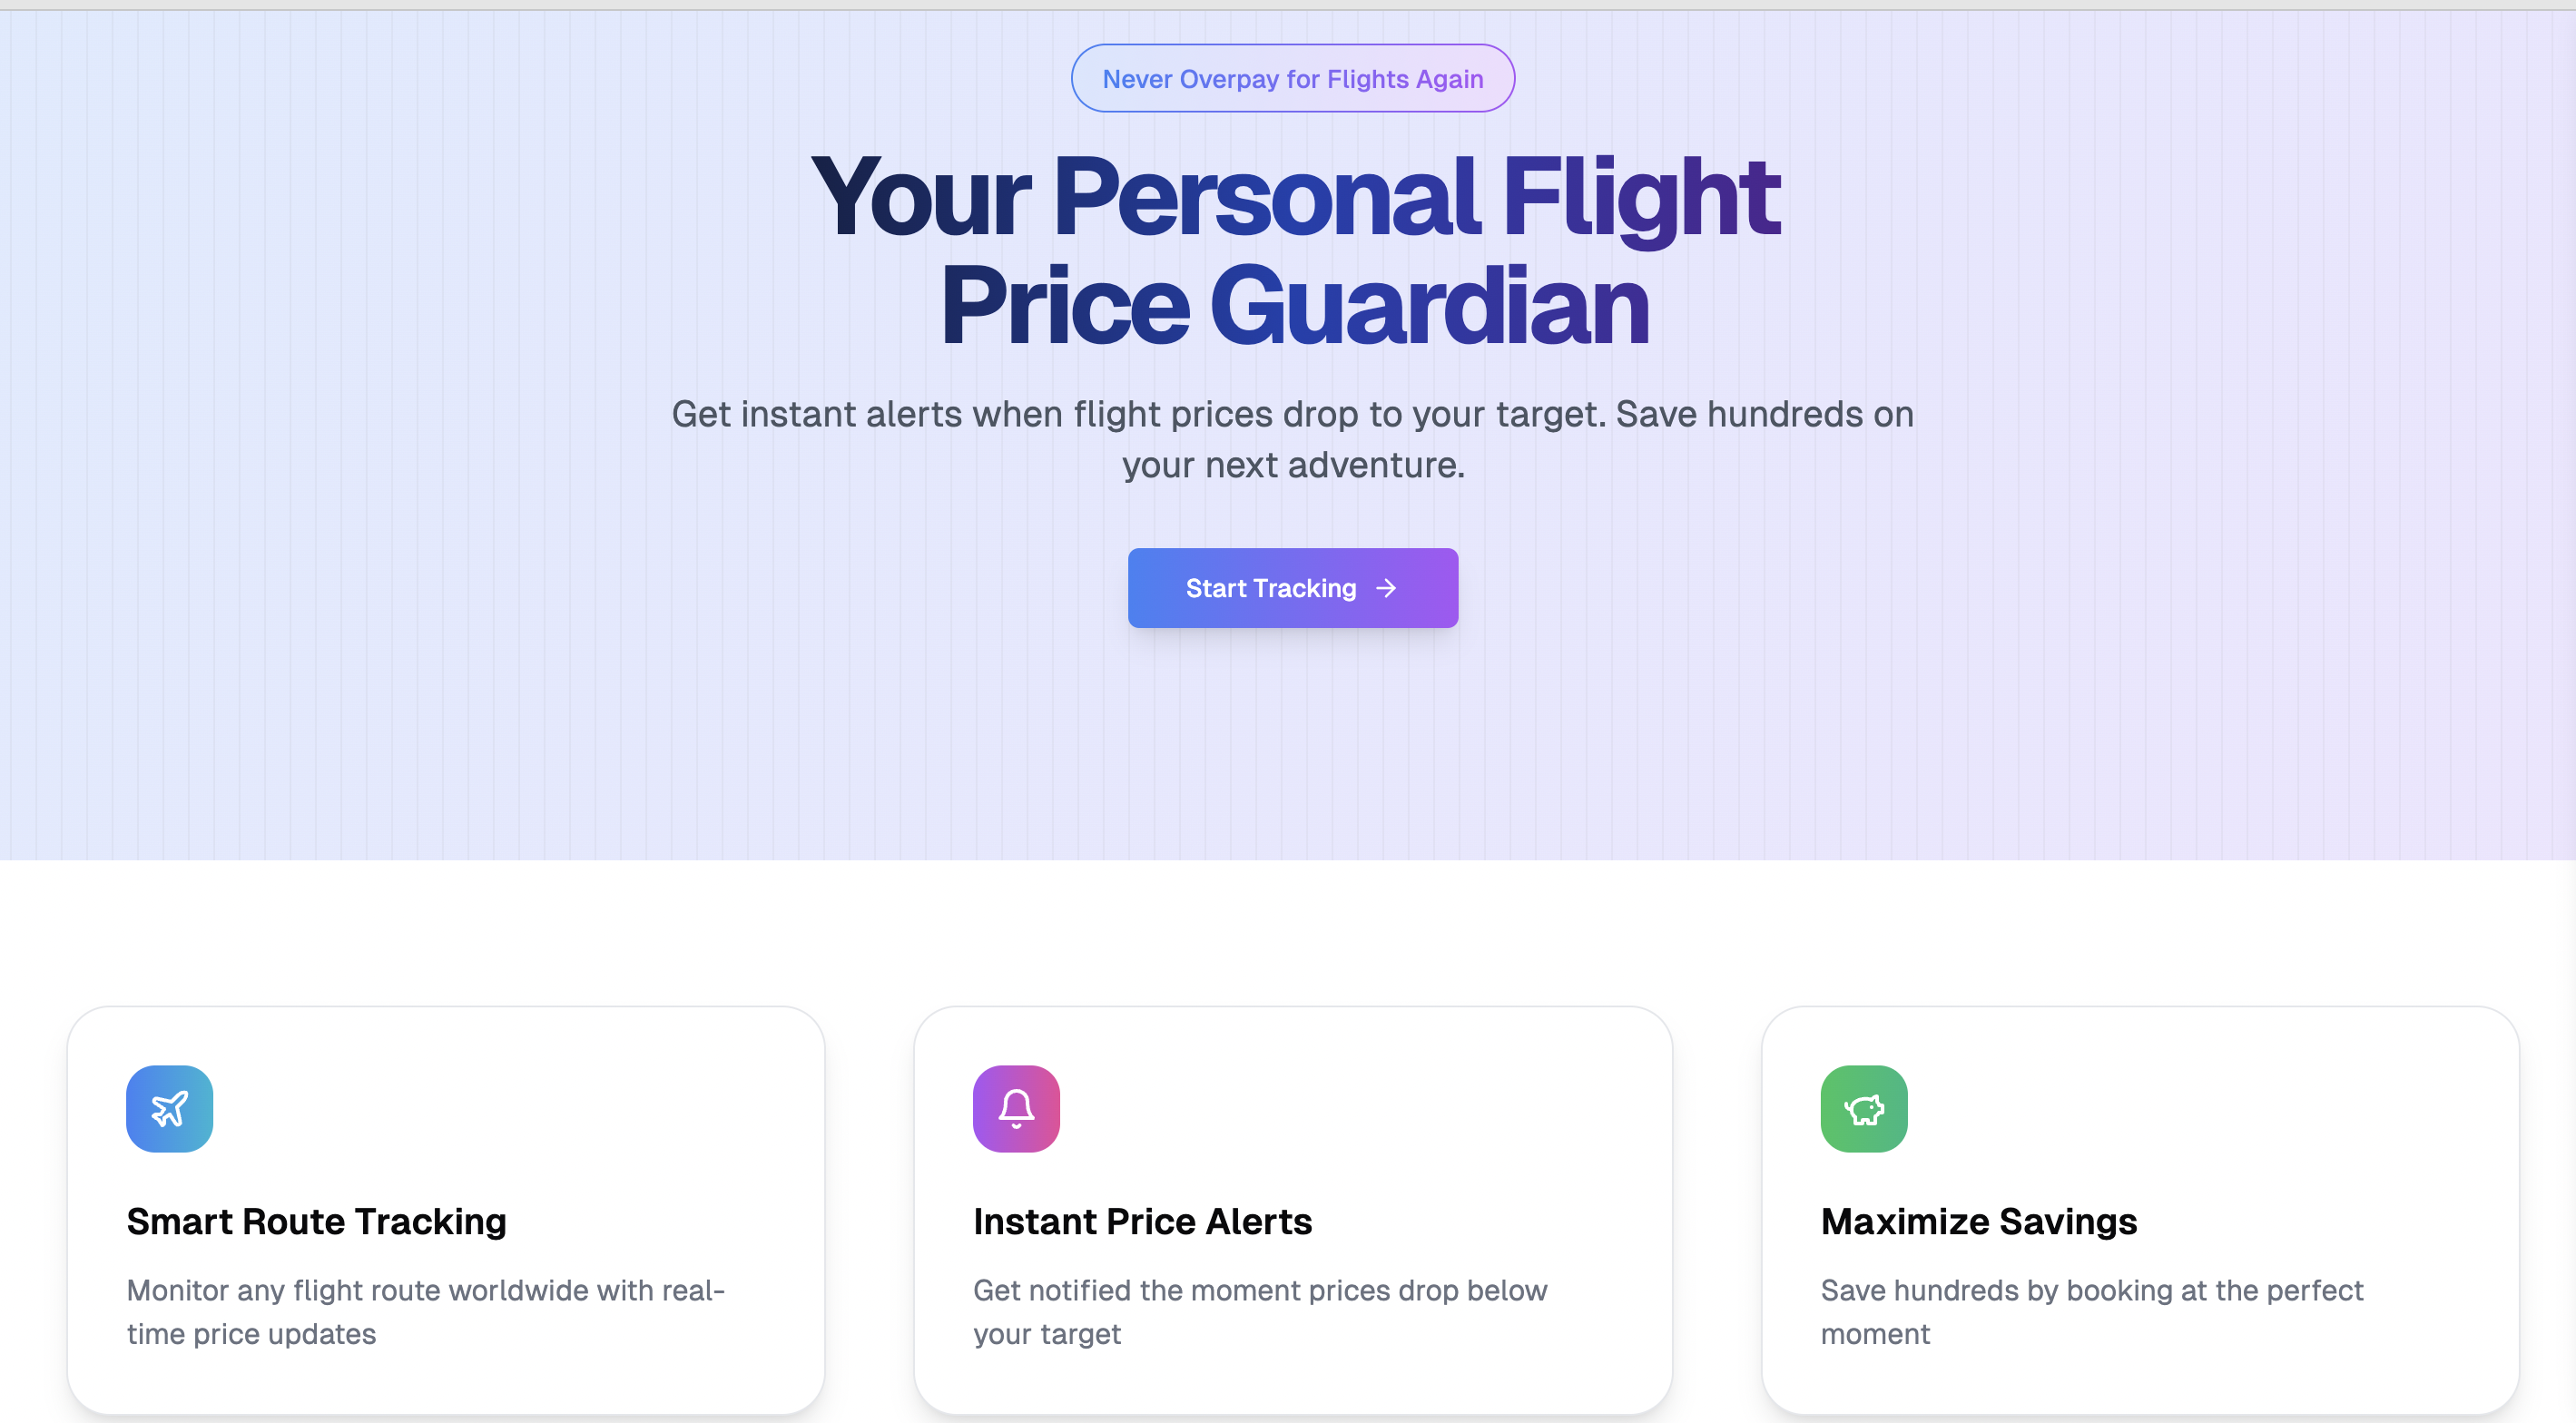 Never Overpay for Flights Again
Your Personal Flight
Price Guardian
Get instant alerts when flight prices drop to your target. Save hundreds on
your next adventure.
Start Tracking
Smart Route Tracking
Monitor any flight route worldwide with real-
time price updates
Instant Price Alerts
Get notified the moment prices drop below
your target
Maximize Savings
Save hundreds by booking at the perfect
moment